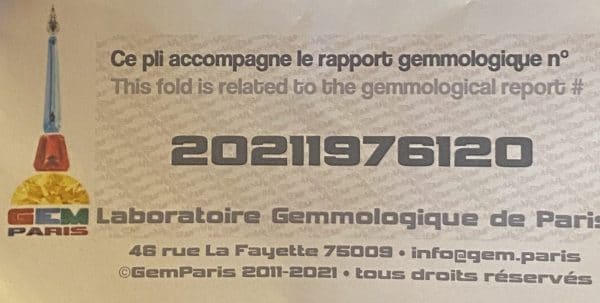 Ce pli accompagne le rapport gemmologique n°
This fold is related to the gemmological report #
20211976120
GEM
PARIS
Laboratoire Gemmologique de Paris
46 rue La Fayette 75009 • info@gem.paris
©GemParis 2011-2021 • tous droits réservés